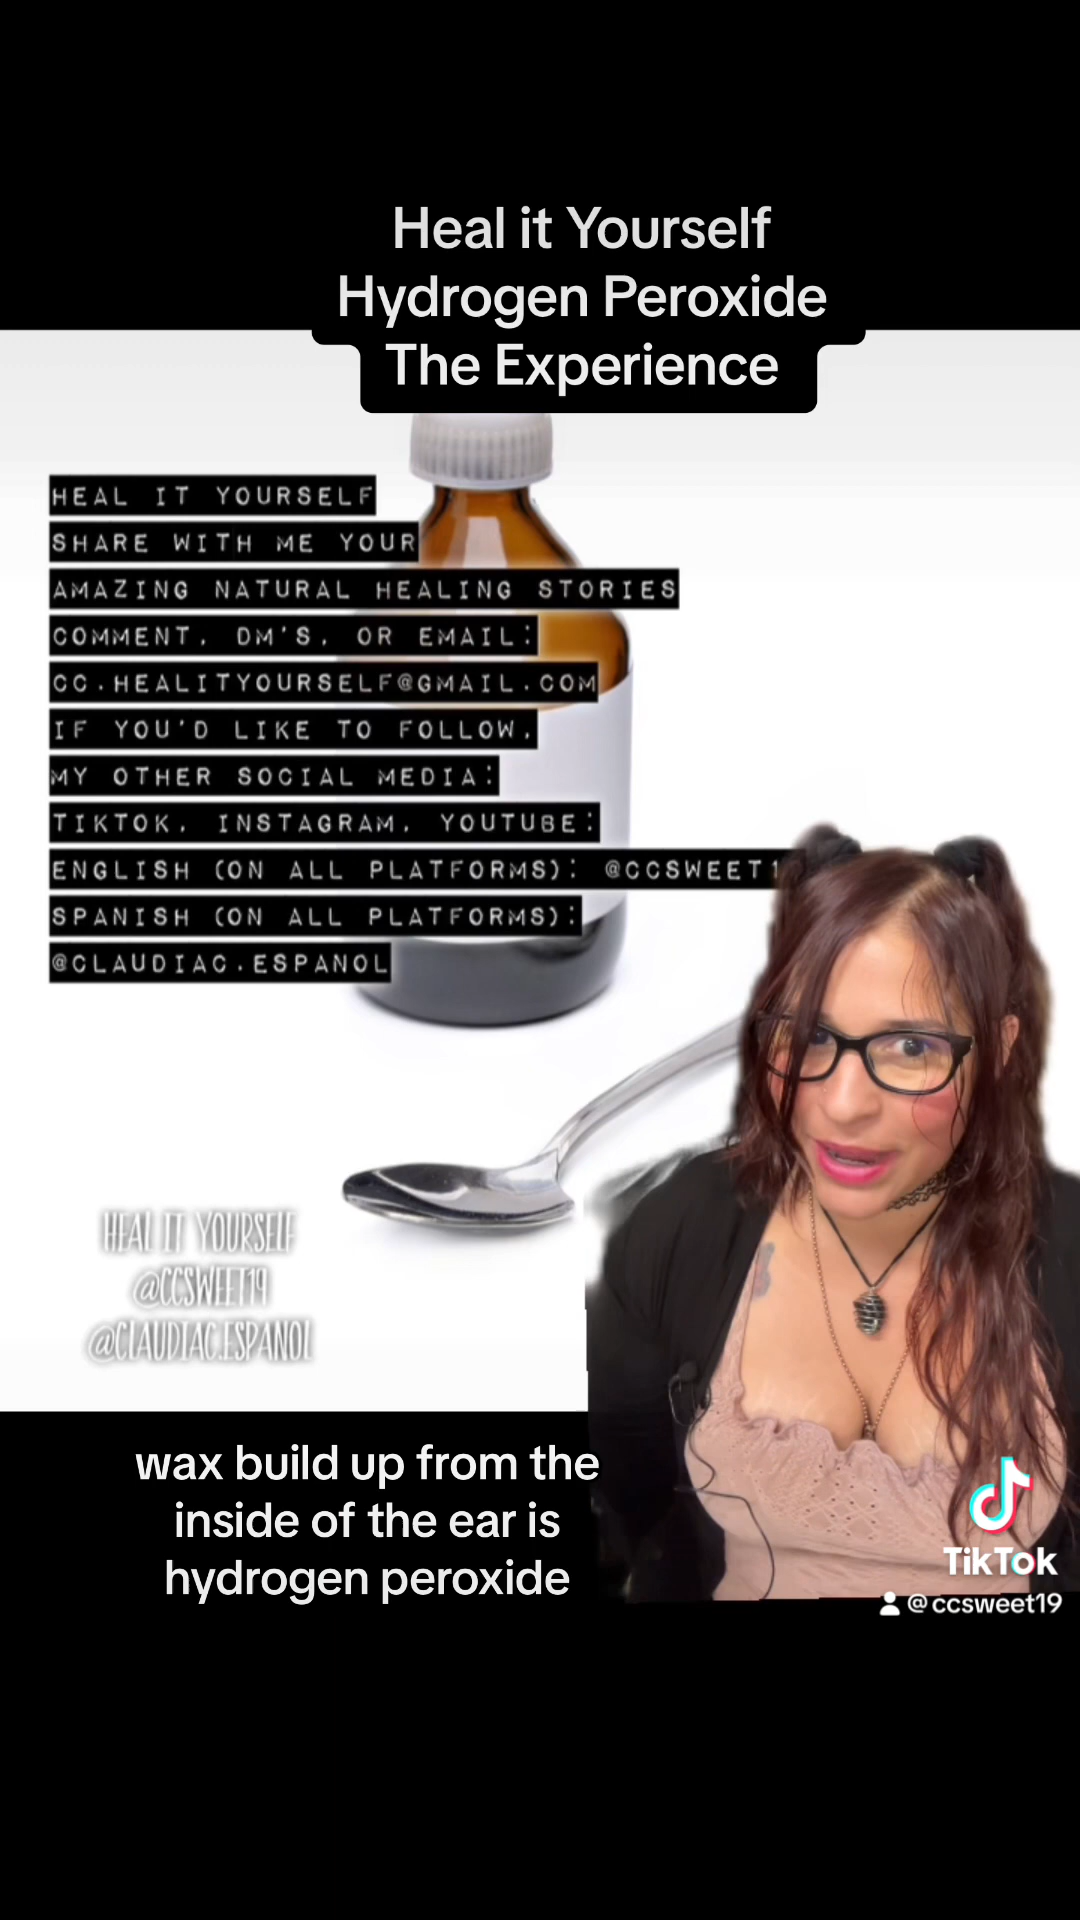 Heal it Yourself
Hydrogen Peroxide
The Experience
HEAL IT YOURSELF
SHARE WITH ME YOUR
AMAZING NATURAL HEALING STORIES
COMMENT, DM'S, OR EMAIL:
CC.HEALITYOURSELF@GMAIL.COM
IF YOU'D LIKE TO FOLLOW,
MY OTHER SOCIAL MEDIA:
TIKTOK, INSTAGRAM, YOUTUBE:
ENGLISH (ON ALL PLATFORMS): @CCSWEET1
SPANISH (ON ALL PLATFORMS):
@CLAUDIAC.ESPANOL
HEAL IT YOURSELF
@CCSWEET19
@CLAUDIAC.ESPANOL
wax build up from the
inside of the ear is
hydrogen peroxide
TikTok
@ccsweet19